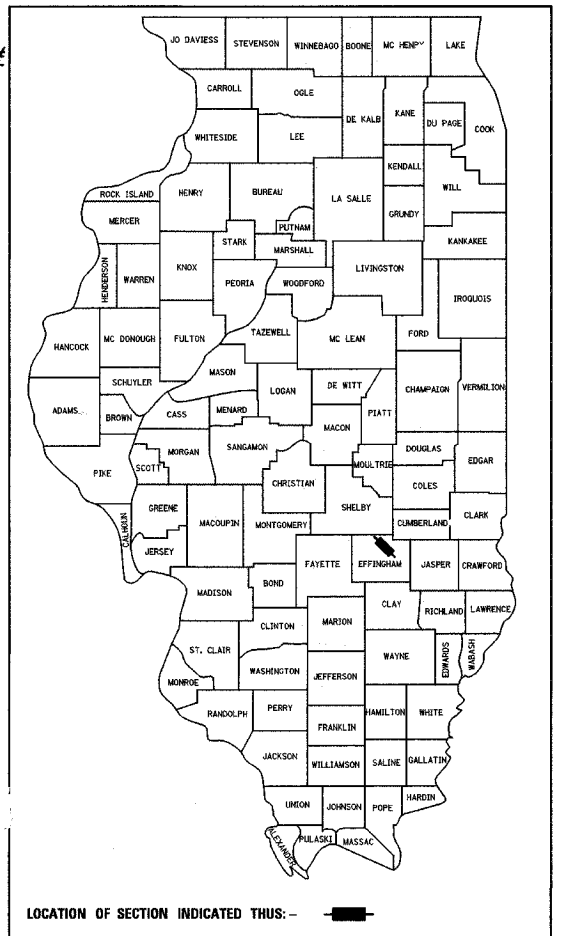 JO DAVIESS STEVENSON WINNEBAGO BOONE MC HENRY LAKE
CARROLL OGLE DE KALB KANE DU PAGE COOK
WHITESIDE LEE
KENDALL WILL
ROCK ISLAND HENRY BUREAU LA SALLE GRUNDY
MERCER PUTNAM
STARK MARSHALL KANKAKEE
HENDERSON WARREN KNOX PEORIA WOODFORD LIVINGSTON IROQUOIS
HANCOCK MC DONOUGH FULTON TAZEWELL MC LEAN FORD
MASON
SCHUYLER LOGAN DE WITT CHAMPAIGN VERMILION
ADAMS BROWN CASS MENARD MACON PIATT
SANGAMON DOUGLAS EDGAR
PIKE SCOTT MORGAN CHRISTIAN MOULTRIE COLES
CALHOUN GREENE MACOUPIN MONTGOMERY SHELBY CUMBERLAND CLARK
JERSEY FAYETTE EFFINGHAM JASPER CRAWFORD
MADISON BOND
CLAY RICHLAND LAWRENCE
CLINTON MARION
ST. CLAIR WAYNE EDWARDS WABASH
WASHINGTON JEFFERSON
MONROE
RANDOLPH PERRY HAMILTON WHITE
FRANKLIN
JACKSON WILLIAMSON SALINE GALLATIN
UNION JOHNSON POPE HARDIN
ALEXANDER PULASKI MASSAC
LOCATION OF SECTION INDICATED THUS:-